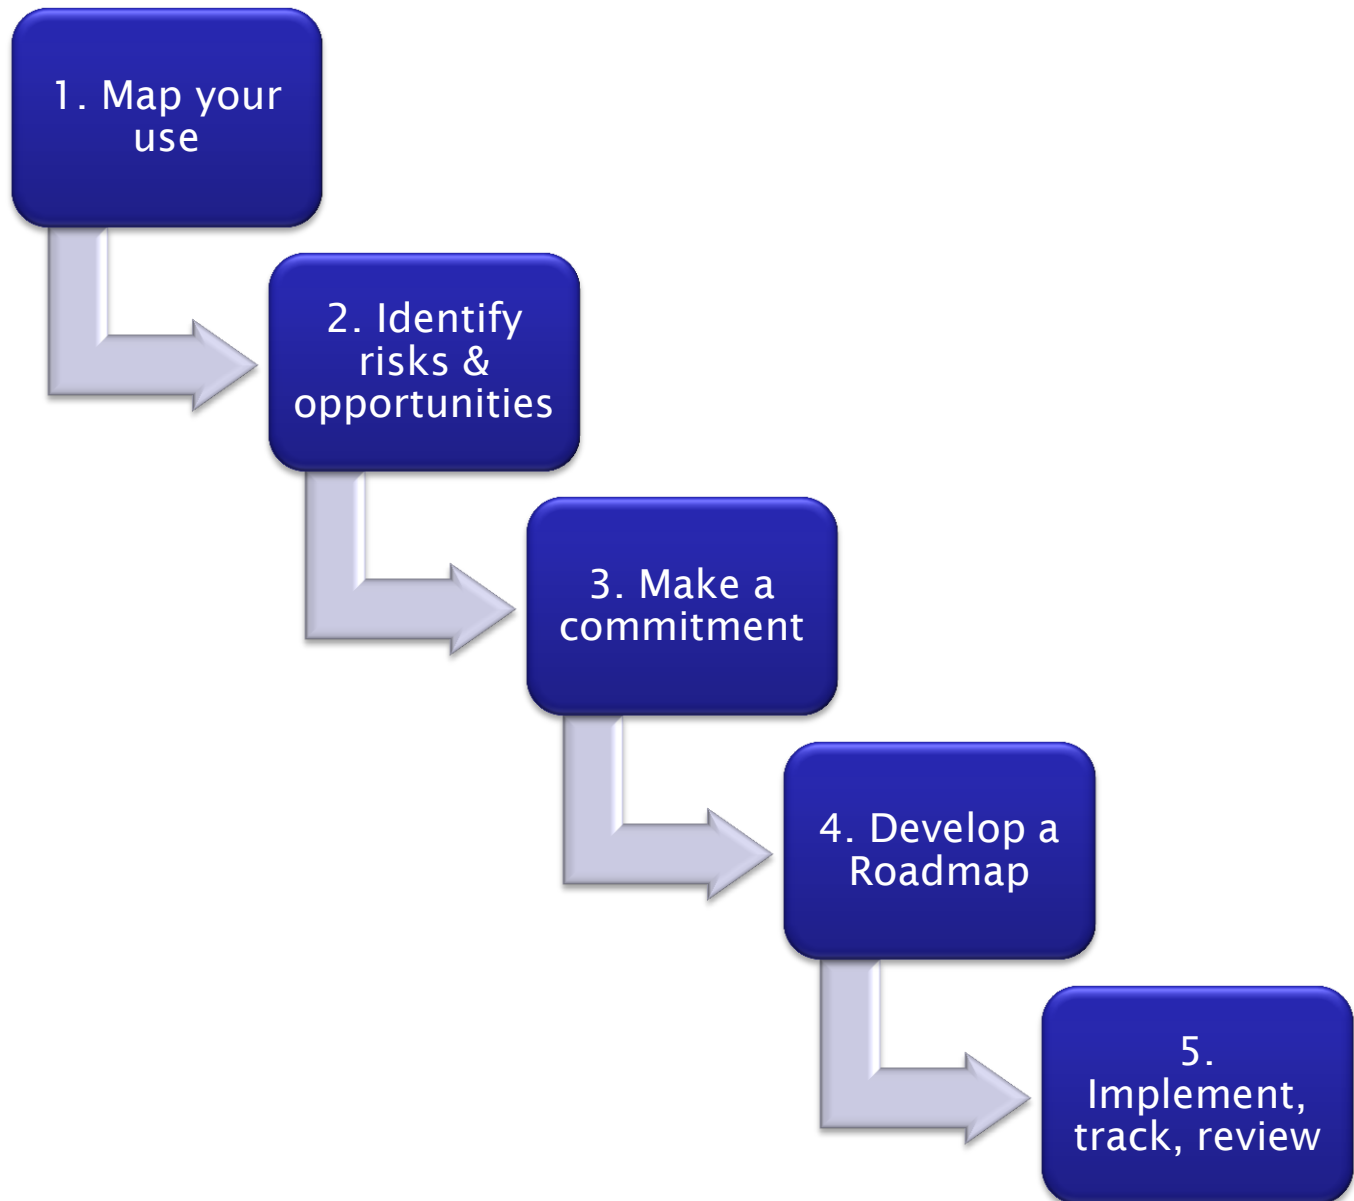 1. Map your
use
2. Identify
risks &
opportunities
3. Make a
commitment
4. Develop a
Roadmap
5.
Implement,
track, review